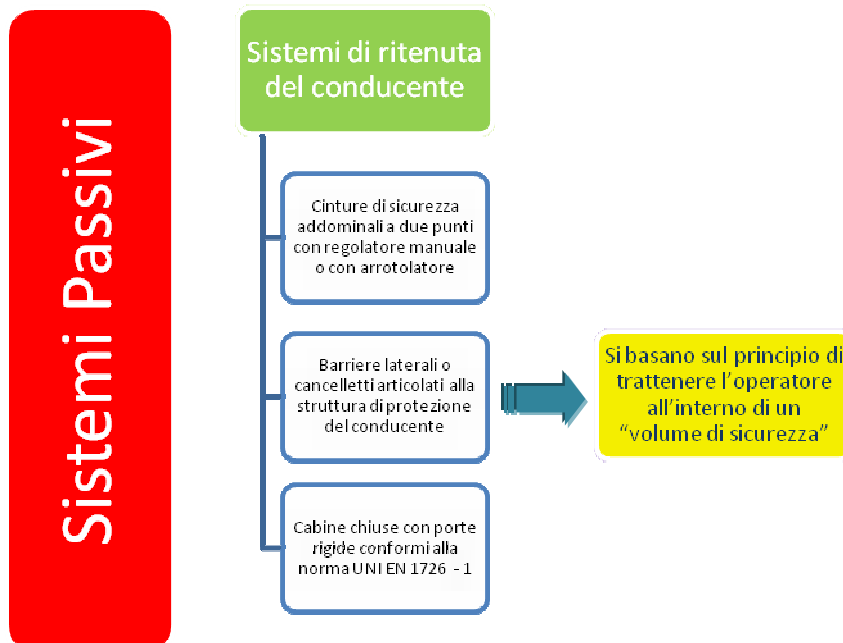 Sistemi Passivi
Sistemi di ritenuta
del conducente
Cinture di sicurezza
addominali a due punti
con regolatore manuale
o con arrotolatore
Barriere laterali o
cancelletti articolati alla
struttura di protezione
del conducente
Si basano sul principio di
trattenere l'operatore
all'interno di un
“volume di sicurezza”
Cabine chiuse con porte
rigide conformi alla
norma UNI EN 1726 - 1